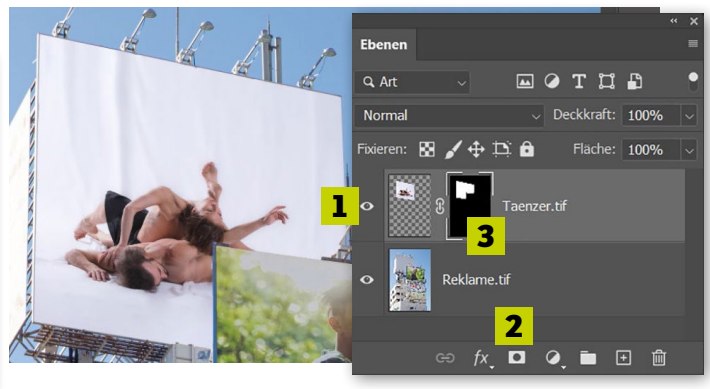 Ebenen
Art
Normal
Deckkraft: 100%
Fixieren:
Fläche: 100%
1
Taenzer.tif
3
Reklame.tif
2
fx